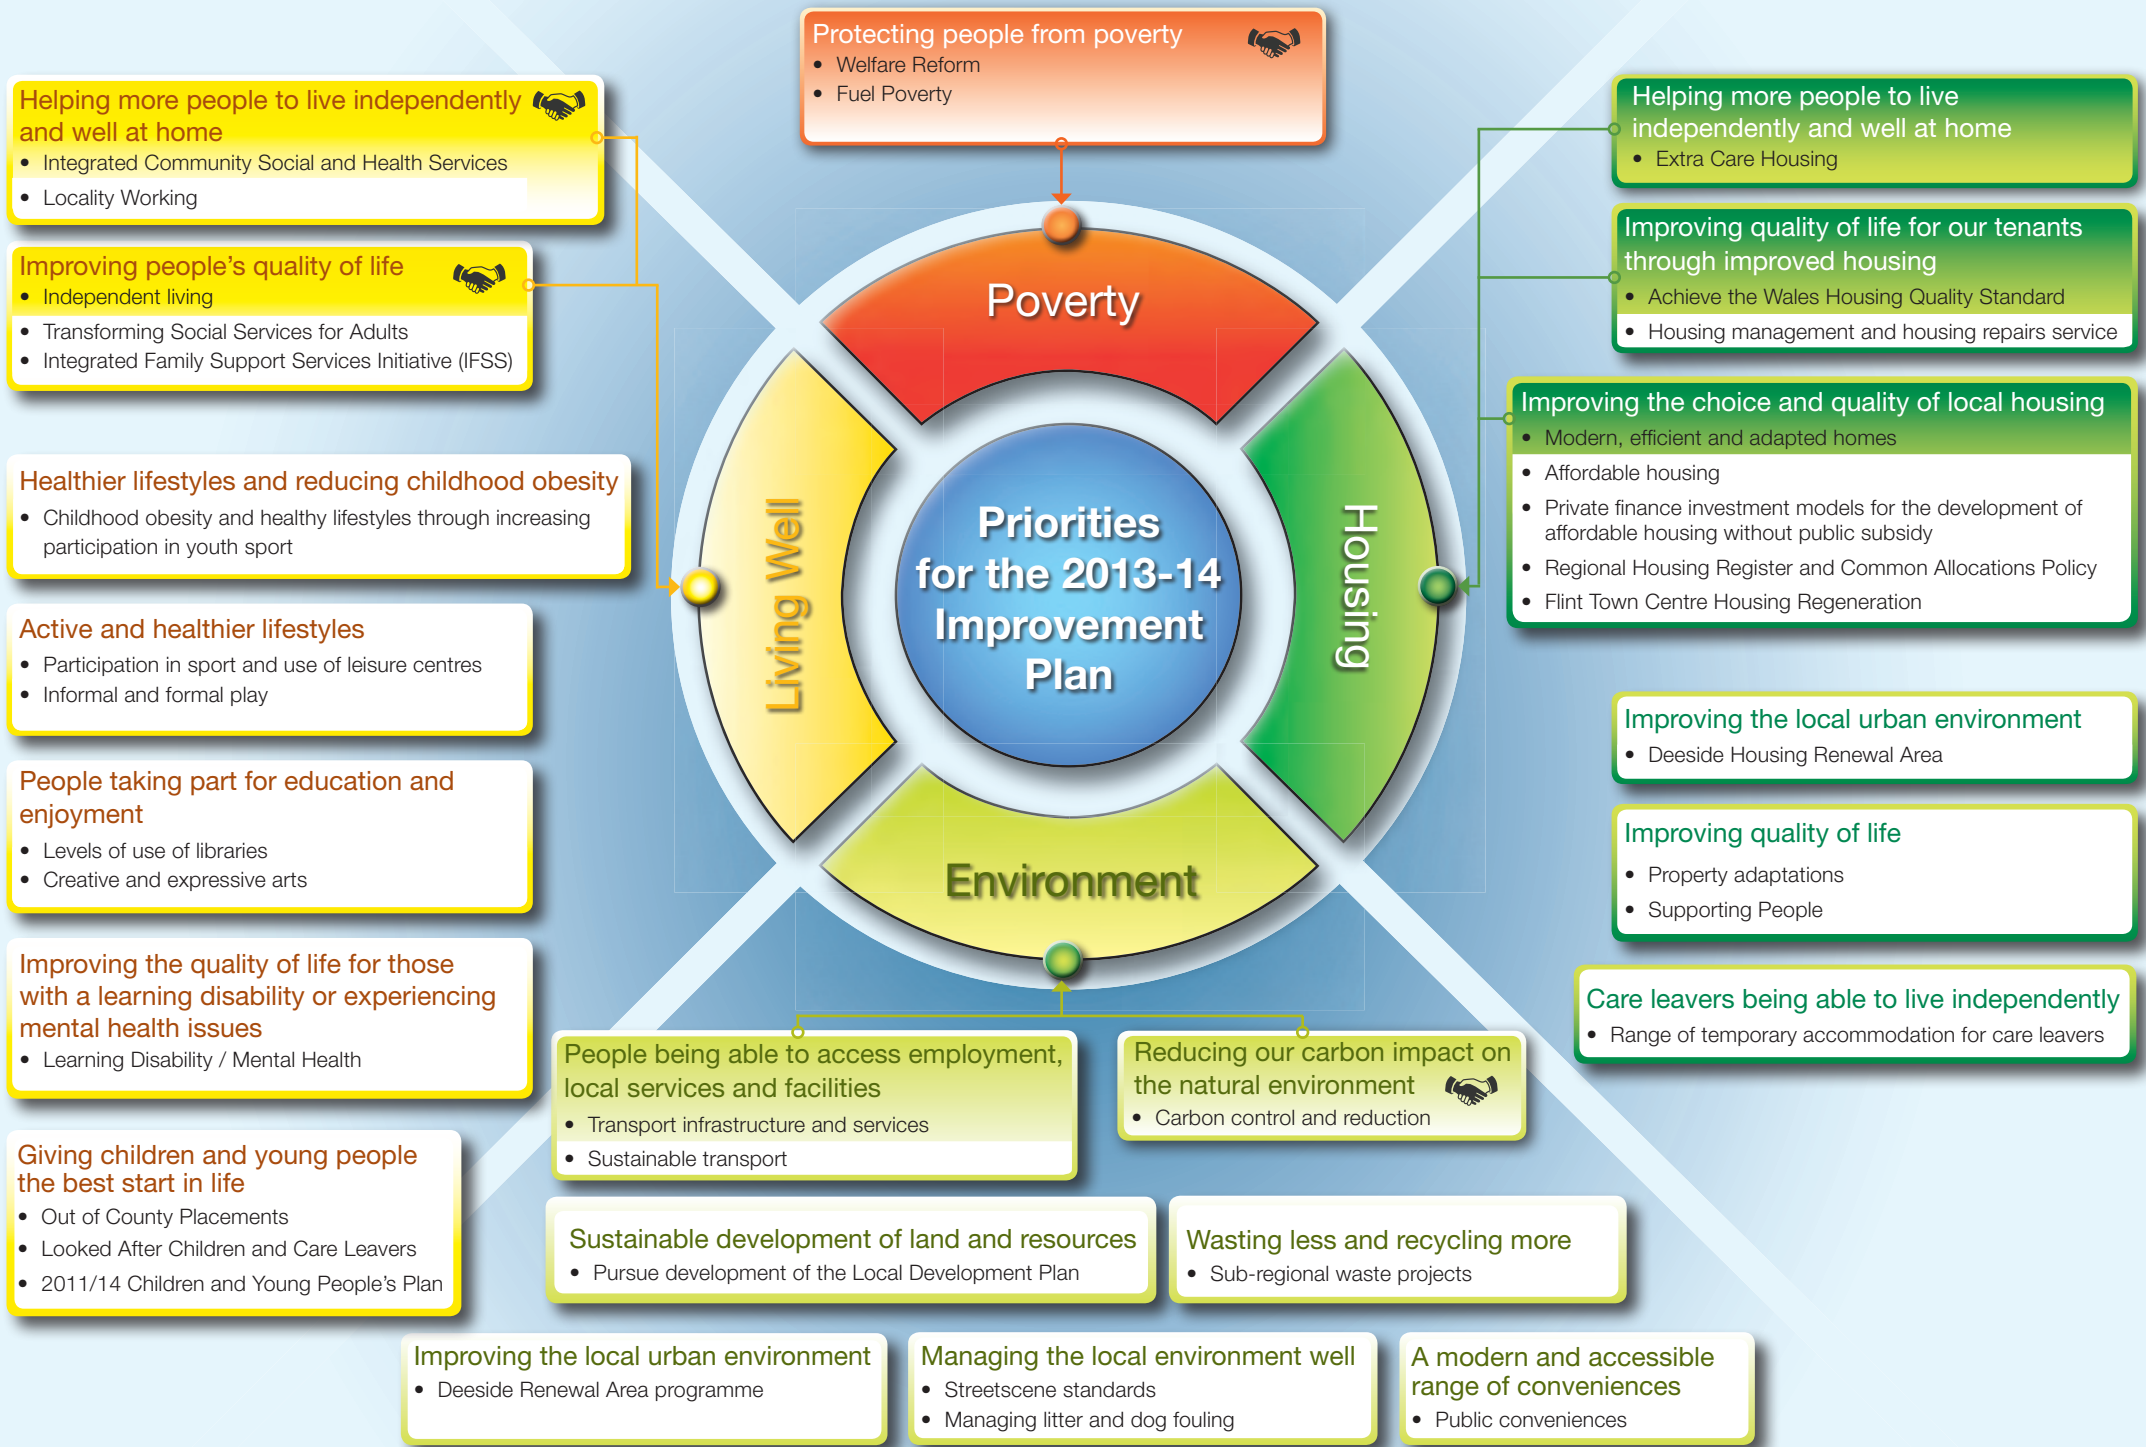 Protecting people from poverty
• Welfare Reform
• Fuel Poverty
Helping more people to live independently
and well at home
• Integrated Community Social and Health Services
• Locality Working
Improving people's quality of life
• Independent living
• Transforming Social Services for Adults
• Integrated Family Support Services Initiative (IFSS)
Healthier lifestyles and reducing childhood obesity
• Childhood obesity and healthy lifestyles through increasing
participation in youth sport
Active and healthier lifestyles
• Participation in sport and use of leisure centres
• Informal and formal play
People taking part for education and
enjoyment
• Levels of use of libraries
• Creative and expressive arts
Improving the quality of life for those
with a learning disability or experiencing
mental health issues
• Learning Disability / Mental Health
Giving children and young people
the best start in life
• Out of County Placements
• Looked After Children and Care Leavers
• 2011/14 Children and Young People's Plan
Poverty
Living Well
Priorities
for the 2013-14
Improvement
Plan
Housing
Environment
Helping more people to live
independently and well at home
• Extra Care Housing
Improving quality of life for our tenants
through improved housing
• Achieve the Wales Housing Quality Standard
• Housing management and housing repairs service
Improving the choice and quality of local housing
• Modern, efficient and adapted homes
• Affordable housing
• Private finance investment models for the development of
affordable housing without public subsidy
• Regional Housing Register and Common Allocations Policy
• Flint Town Centre Housing Regeneration
Improving the local urban environment
• Deeside Housing Renewal Area
Improving quality of life
• Property adaptations
• Supporting People
Care leavers being able to live independently
• Range of temporary accommodation for care leavers
People being able to access employment,
local services and facilities
• Transport infrastructure and services
• Sustainable transport
Reducing our carbon impact on
the natural environment
• Carbon control and reduction
Sustainable development of land and resources
• Pursue development of the Local Development Plan
Wasting less and recycling more
• Sub-regional waste projects
Improving the local urban environment
• Deeside Renewal Area programme
Managing the local environment well
• Streetscene standards
• Managing litter and dog fouling
A modern and accessible
range of conveniences
• Public conveniences